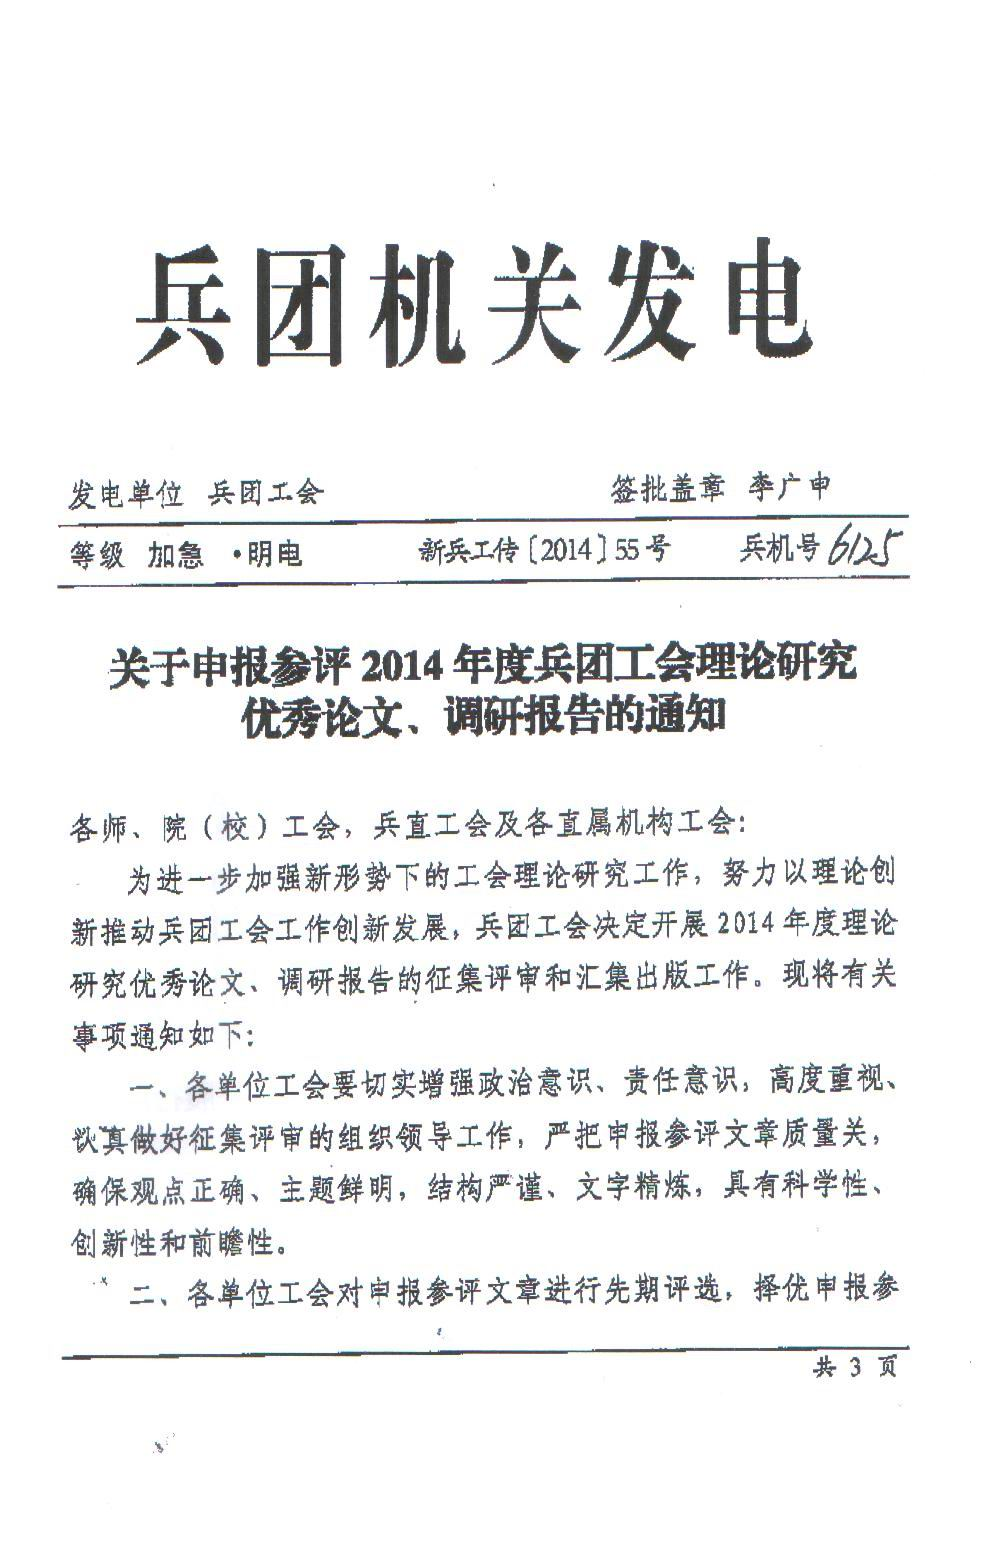 兵团机关发电
发电单位 兵团工会 签批盖章 李广申
等级 加急·明电 新兵工传〔2014〕55号 兵机号6125
关于申报参评2014年度兵团工会理论研究
优秀论文、调研报告的通知
各师、院（校）工会，兵直工会及各直属机构工会：
为进一步加强新形势下的工会理论研究工作，努力以理论创
新推动兵团工会工作创新发展，兵团工会决定开展2014年度理论
研究优秀论文、调研报告的征集评审和汇集出版工作。现将有关
事项通知如下：
一、各单位工会要切实增强政治意识、责任意识，高度重视、
认真做好征集评审的组织领导工作，严把申报参评文章质量关，
确保观点正确、主题鲜明，结构严谨、文字精炼，具有科学性、
创新性和前瞻性。
二、各单位工会对申报参评文章进行先期评选，择优申报参
共 3 页